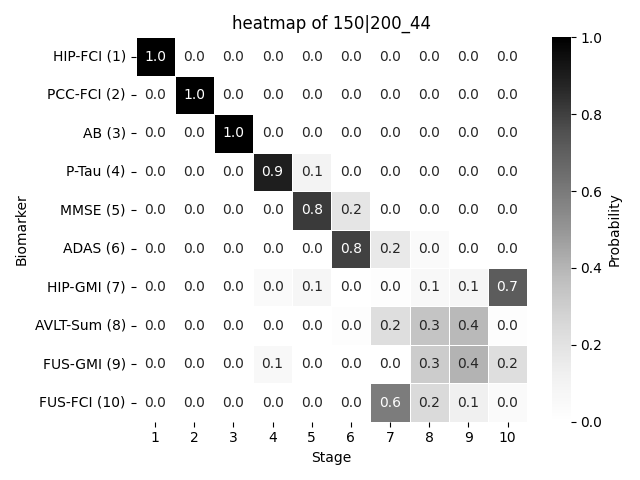 heatmap of 150|200_44
HIP-FCI (1) 1.0 0.0 0.0 0.0 0.0 0.0 0.0 0.0 0.0 0.0
PCC-FCI (2) 0.0 1.0 0.0 0.0 0.0 0.0 0.0 0.0 0.0 0.0
AB (3) 0.0 0.0 1.0 0.0 0.0 0.0 0.0 0.0 0.0 0.0
P-Tau (4) 0.0 0.0 0.0 0.9 0.1 0.0 0.0 0.0 0.0 0.0
MMSE (5) 0.0 0.0 0.0 0.0 0.8 0.2 0.0 0.0 0.0 0.0
ADAS (6) 0.0 0.0 0.0 0.0 0.0 0.8 0.2 0.0 0.0 0.0
HIP-GMI (7) 0.0 0.0 0.0 0.0 0.1 0.0 0.0 0.1 0.1 0.7
AVLT-Sum (8) 0.0 0.0 0.0 0.0 0.0 0.0 0.2 0.3 0.4 0.0
FUS-GMI (9) 0.0 0.0 0.0 0.1 0.0 0.0 0.0 0.3 0.4 0.2
FUS-FCI (10) 0.0 0.0 0.0 0.0 0.0 0.0 0.6 0.2 0.1 0.0
1 2 3 4 5 6 7 8 9 10
Stage
Biomarker
1.0
0.8
0.6
0.4
0.2
0.0
Probability